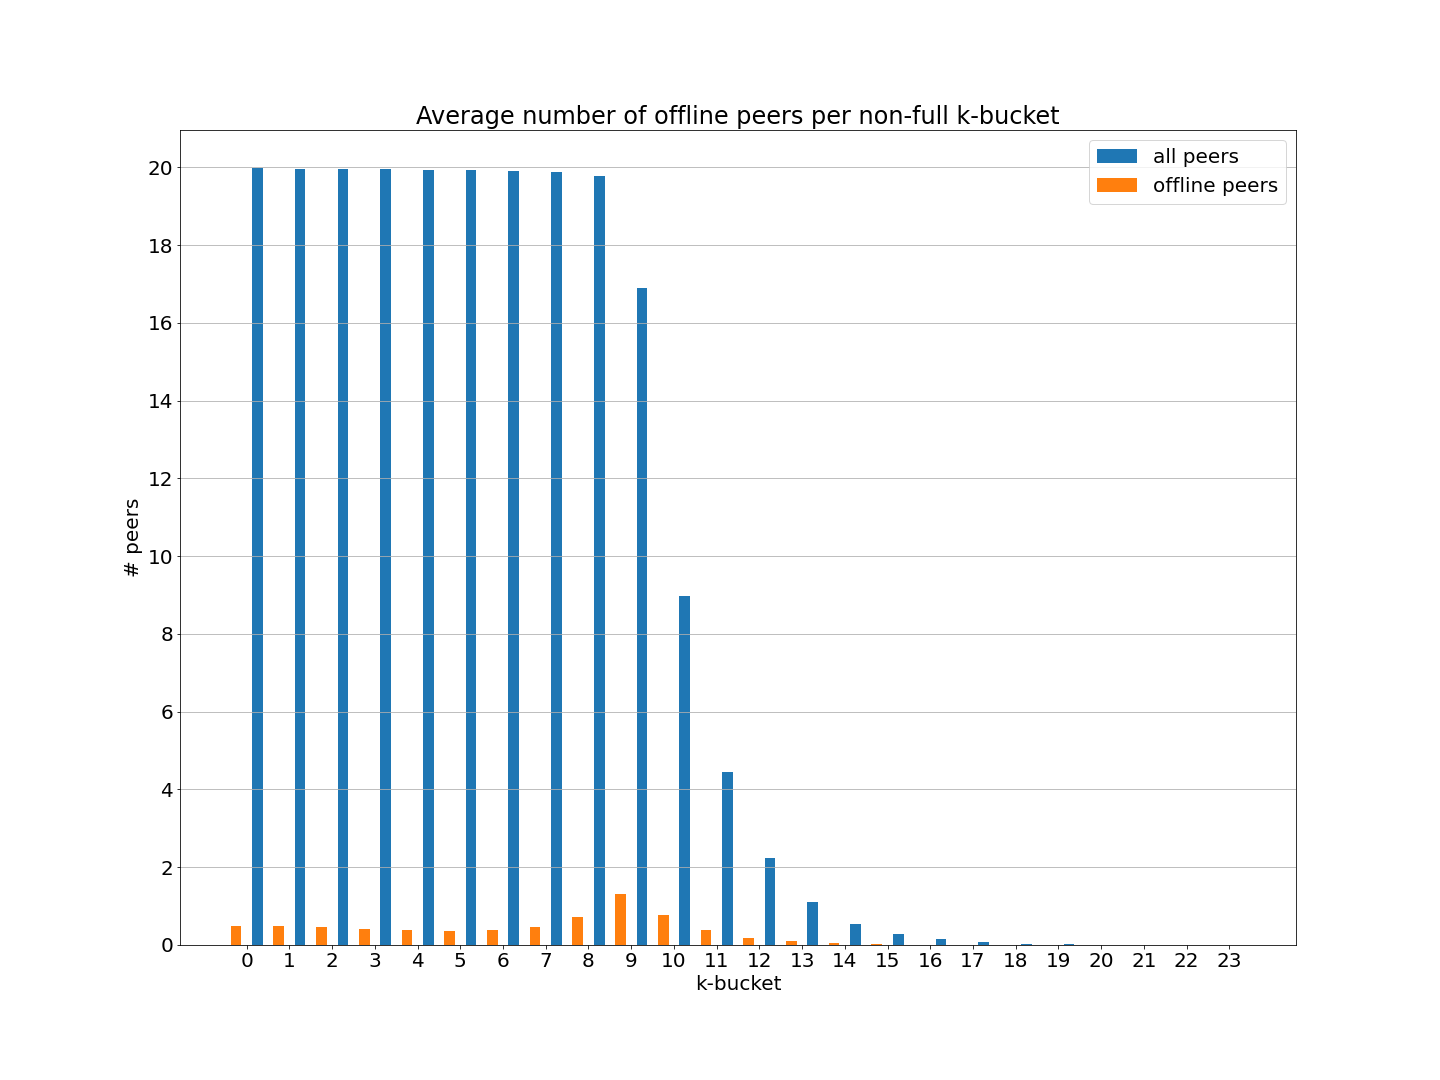 Average number of offline peers per non-full k-bucket
all peers
offline peers
20
18
16
14
12
10
8
6
4
2
0
# peers
0 1 2 3 4 5 6 7 8 9 10 11 12 13 14 15 16 17 18 19 20 21 22 23
k-bucket